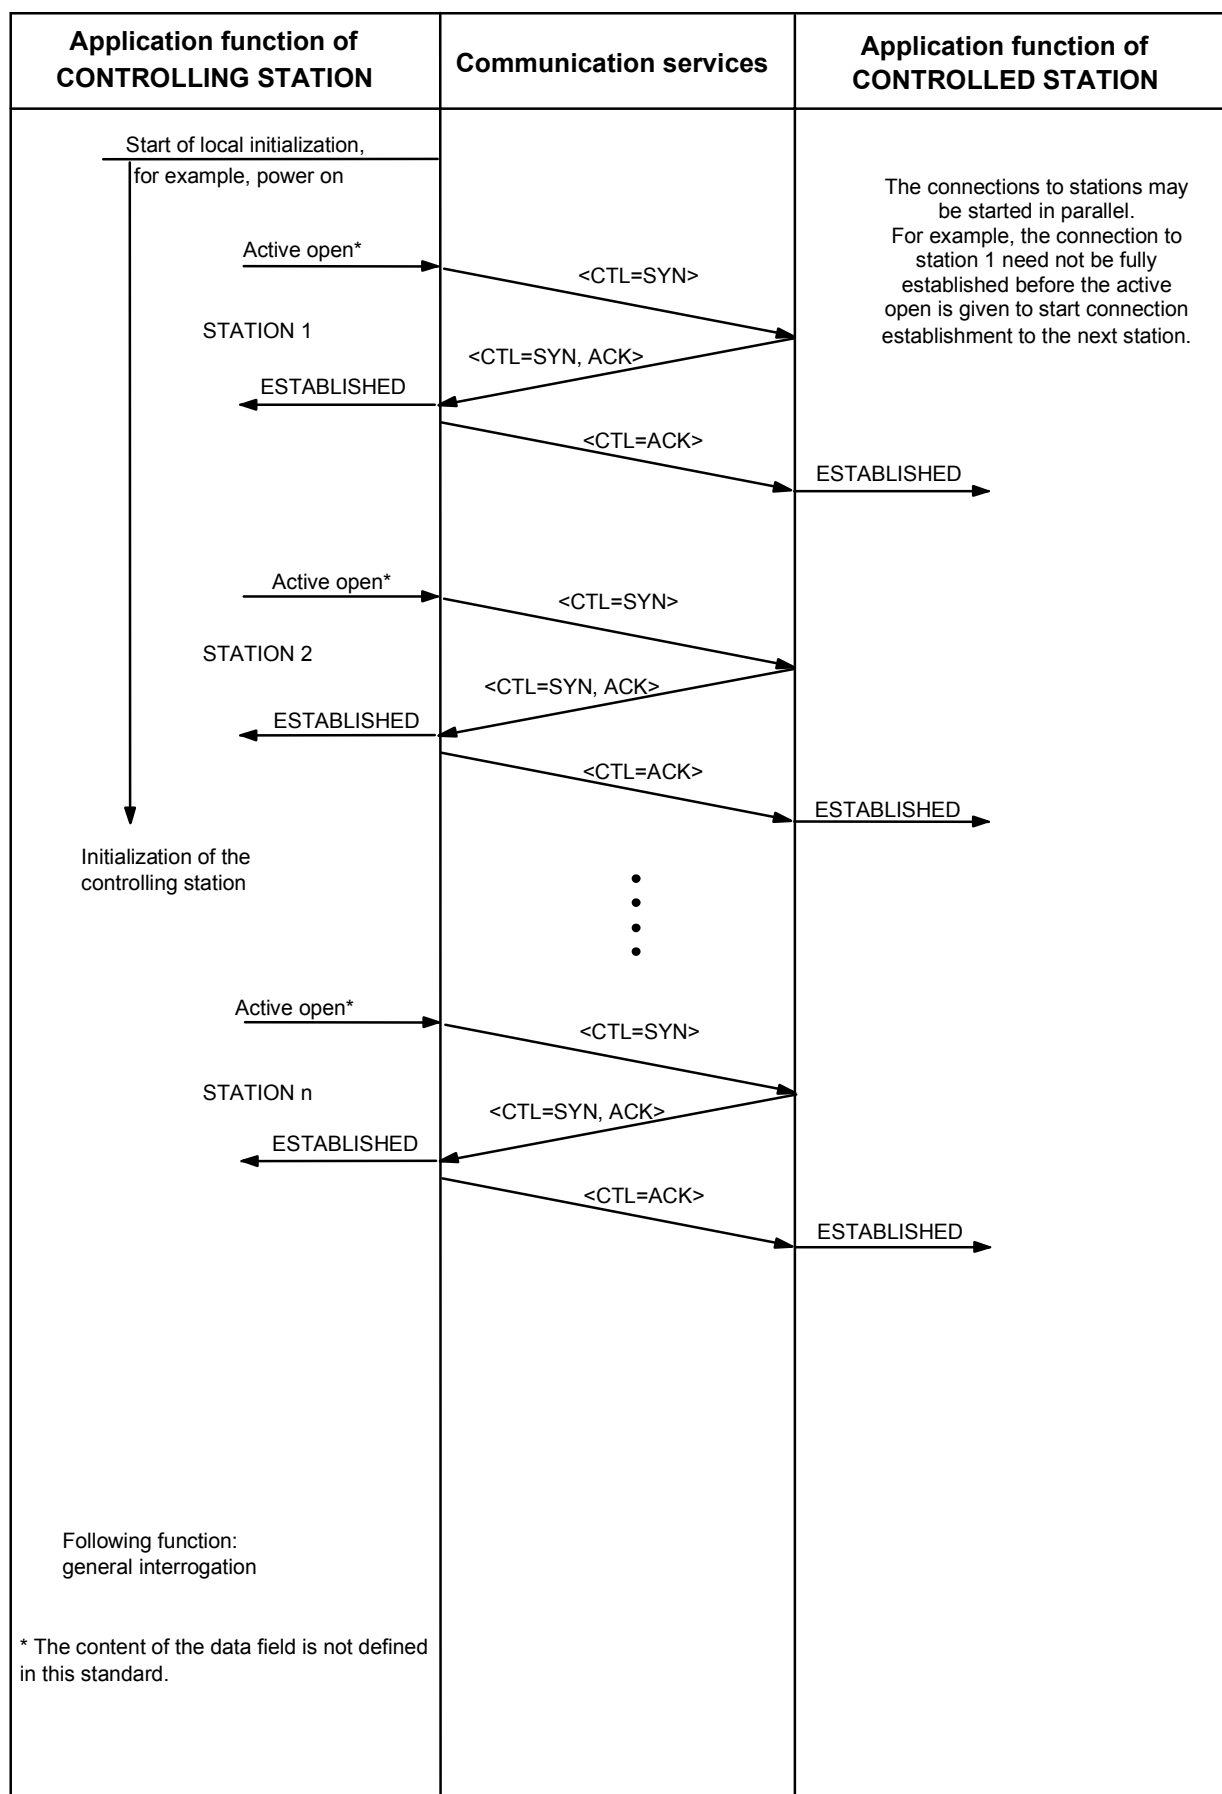 Application function of
CONTROLLING STATION
Communication services
Application function of
CONTROLLED STATION
Start of local initialization,
for example, power on
The connections to stations may
be started in parallel.
For example, the connection to
station 1 need not be fully
established before the active
open is given to start connection
establishment to the next station.
Active open*
<CTL=SYN>
STATION 1
<CTL=SYN, ACK>
ESTABLISHED
<CTL=ACK>
ESTABLISHED
Active open*
<CTL=SYN>
STATION 2
<CTL=SYN, ACK>
ESTABLISHED
<CTL=ACK>
ESTABLISHED
Initialization of the
controlling station
Active open*
<CTL=SYN>
STATION n
<CTL=SYN, ACK>
ESTABLISHED
<CTL=ACK>
ESTABLISHED
Following function:
general interrogation
* The content of the data field is not defined
in this standard.